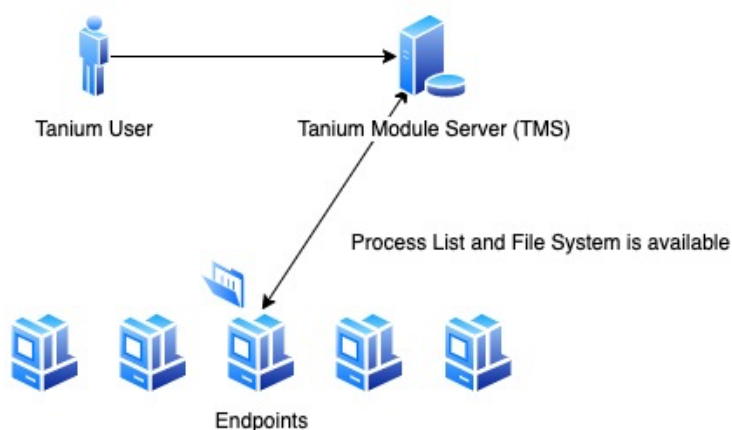 Tanium User
Tanium Module Server (TMS)
Process List and File System is available
Endpoints